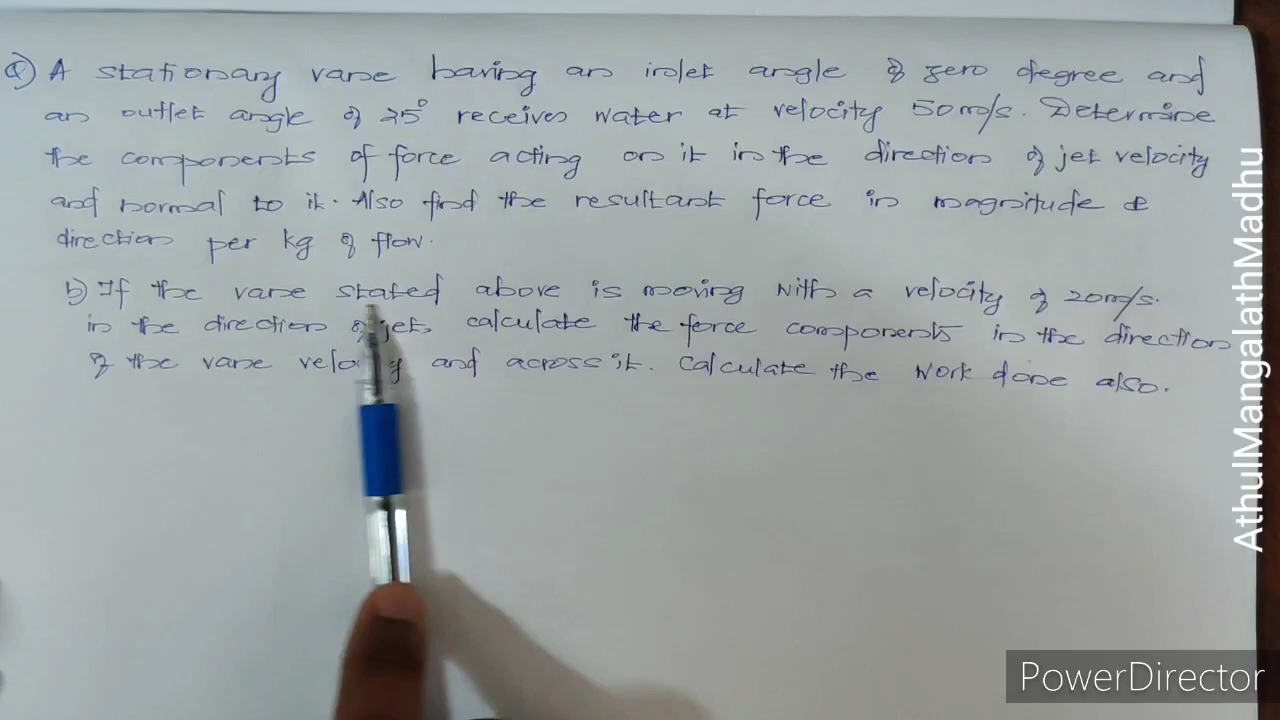 Q) A stationary vane having an inlet angle of zero degree and
an outlet angle of 25° receives water at velocity 50m/s. Determine
the components of force acting on it in the direction of jet velocity
and normal to it. Also find the resultant force in magnitude &
direction per kg of flow.
b) If the vane stated above is moving with a velocity of 20m/s.
in the direction of jet, calculate the force components in the direction
of the vane velocity and across it. Calculate the work done also.
AthulMangalathMadhu
PowerDirector